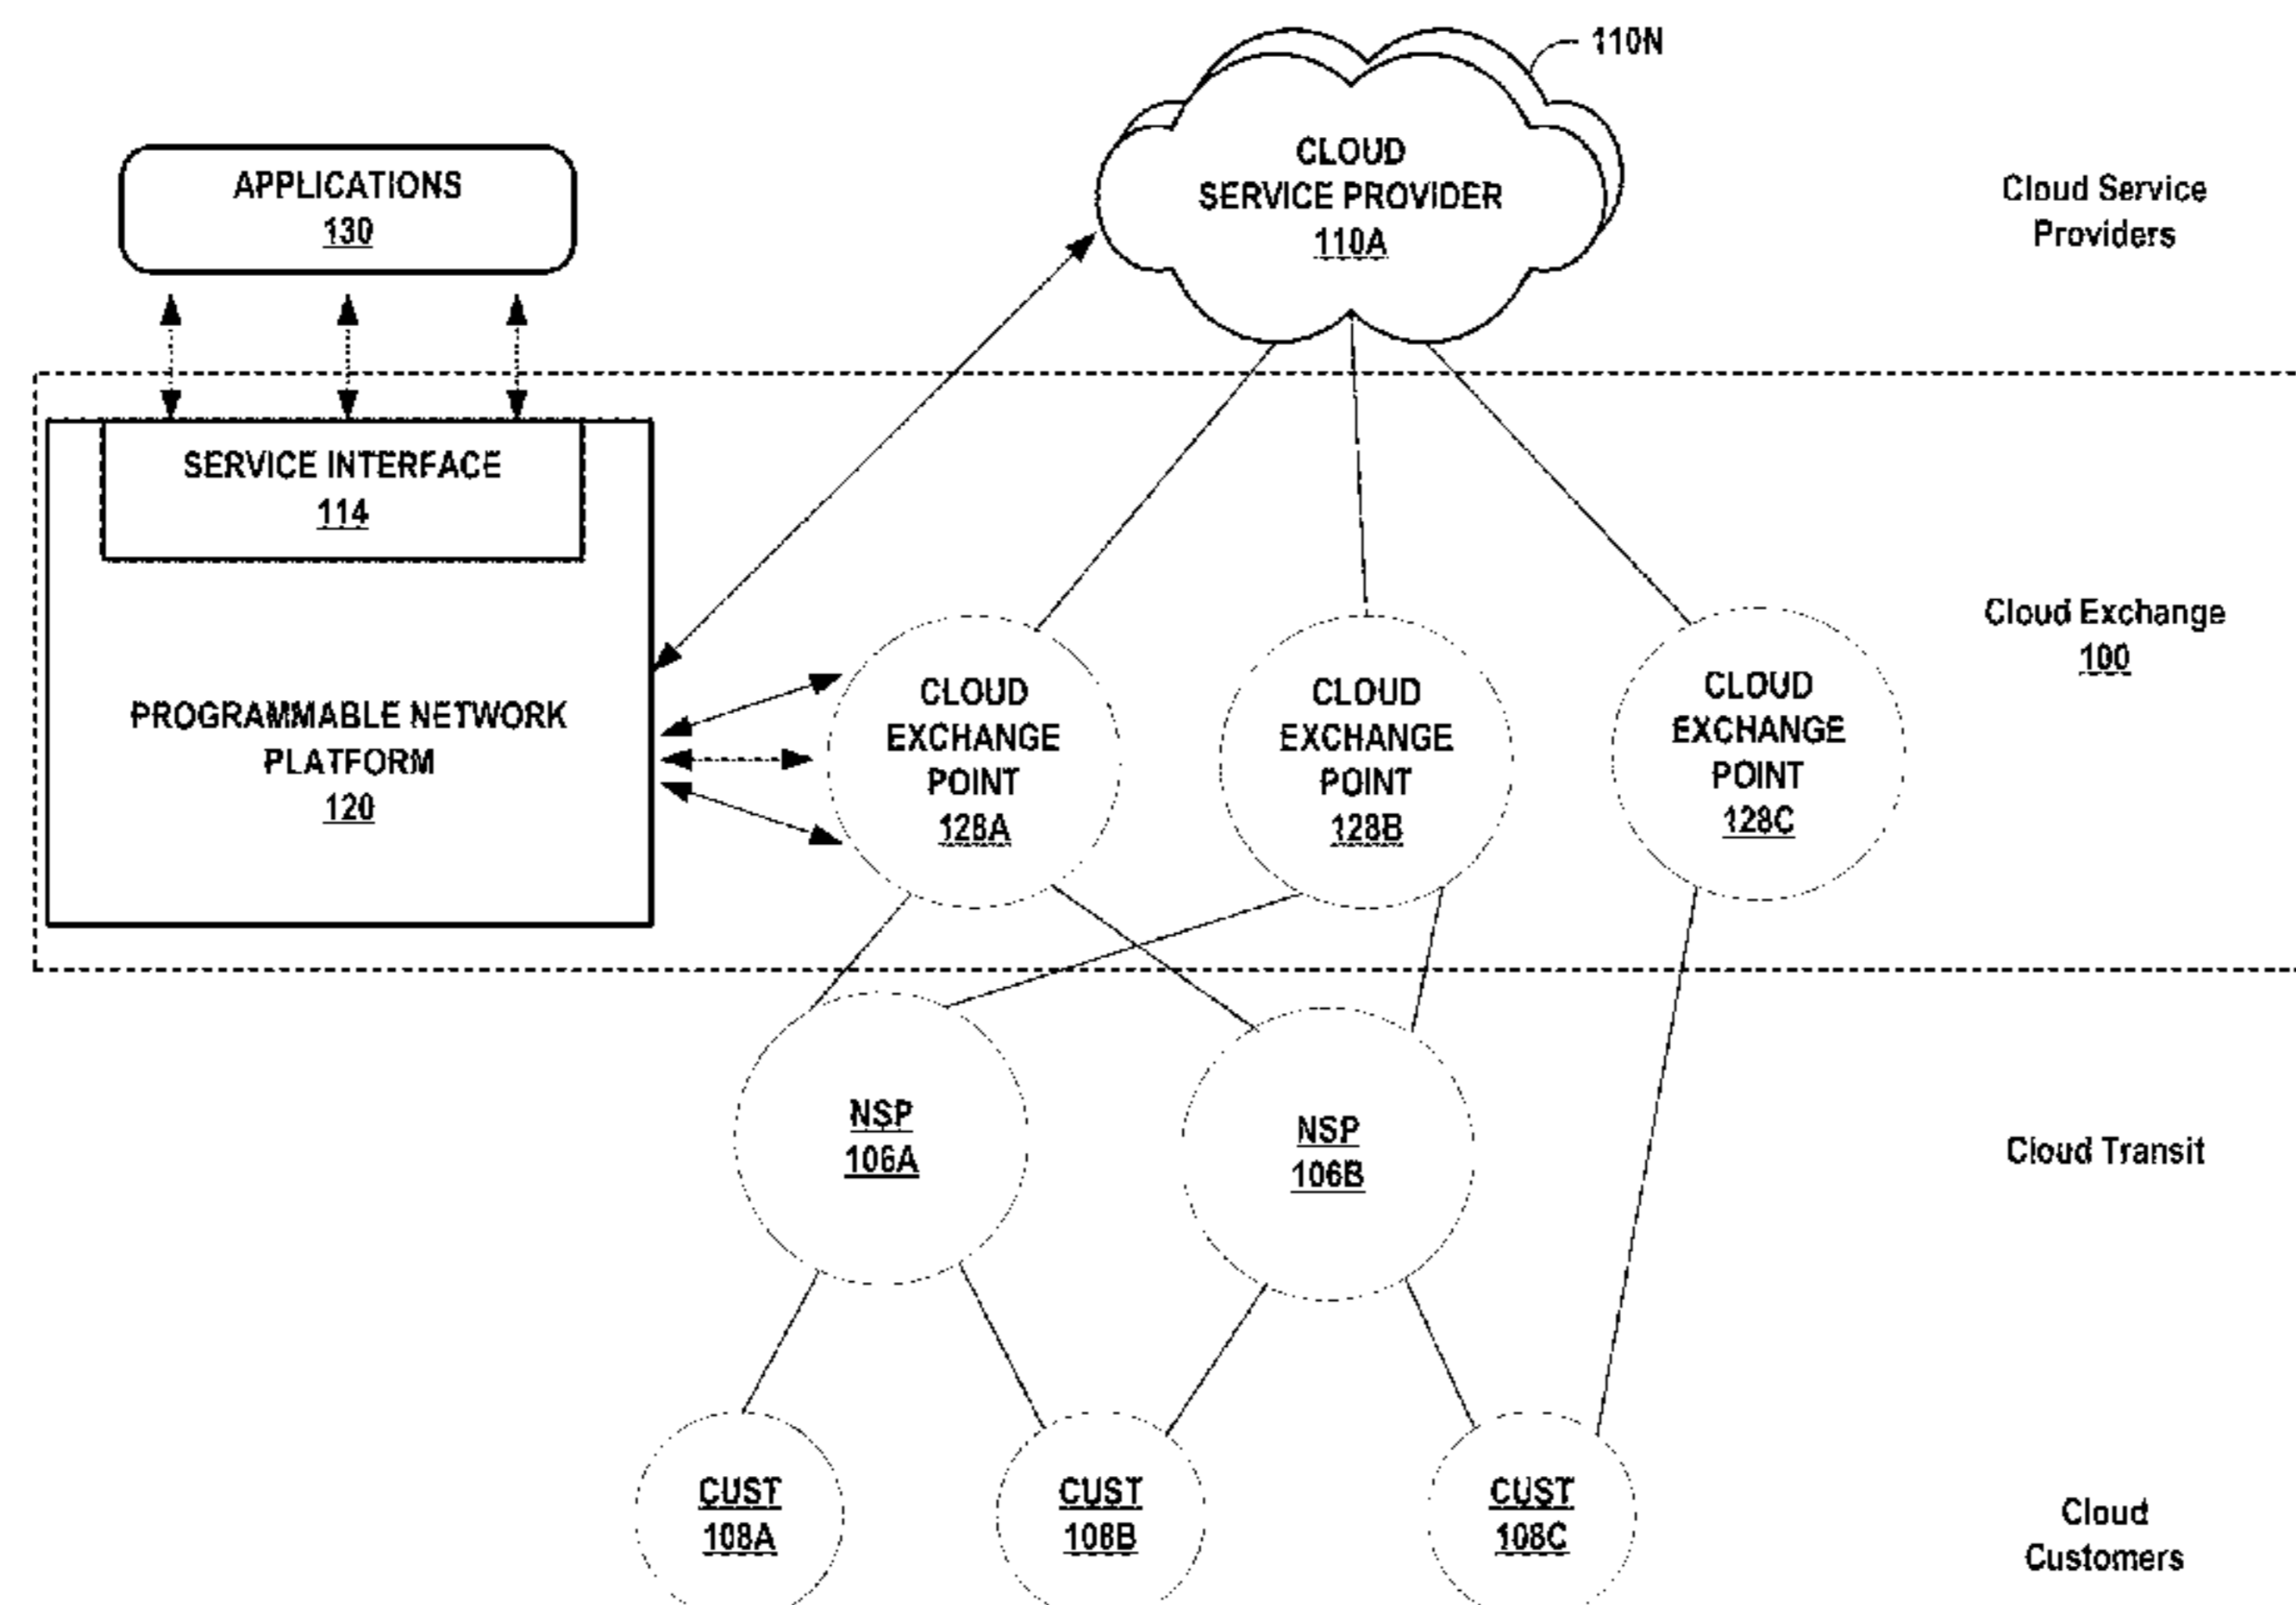 110N
CLOUD
SERVICE PROVIDER
110A
Cloud Service
Providers
APPLICATIONS
130
SERVICE INTERFACE
114
PROGRAMMABLE NETWORK
PLATFORM
120
CLOUD
EXCHANGE
POINT
128A
CLOUD
EXCHANGE
POINT
128B
CLOUD
EXCHANGE
POINT
128C
Cloud Exchange
100
NSP
106A
NSP
106B
Cloud Transit
CUST
108A
CUST
108B
CUST
108C
Cloud
Customers